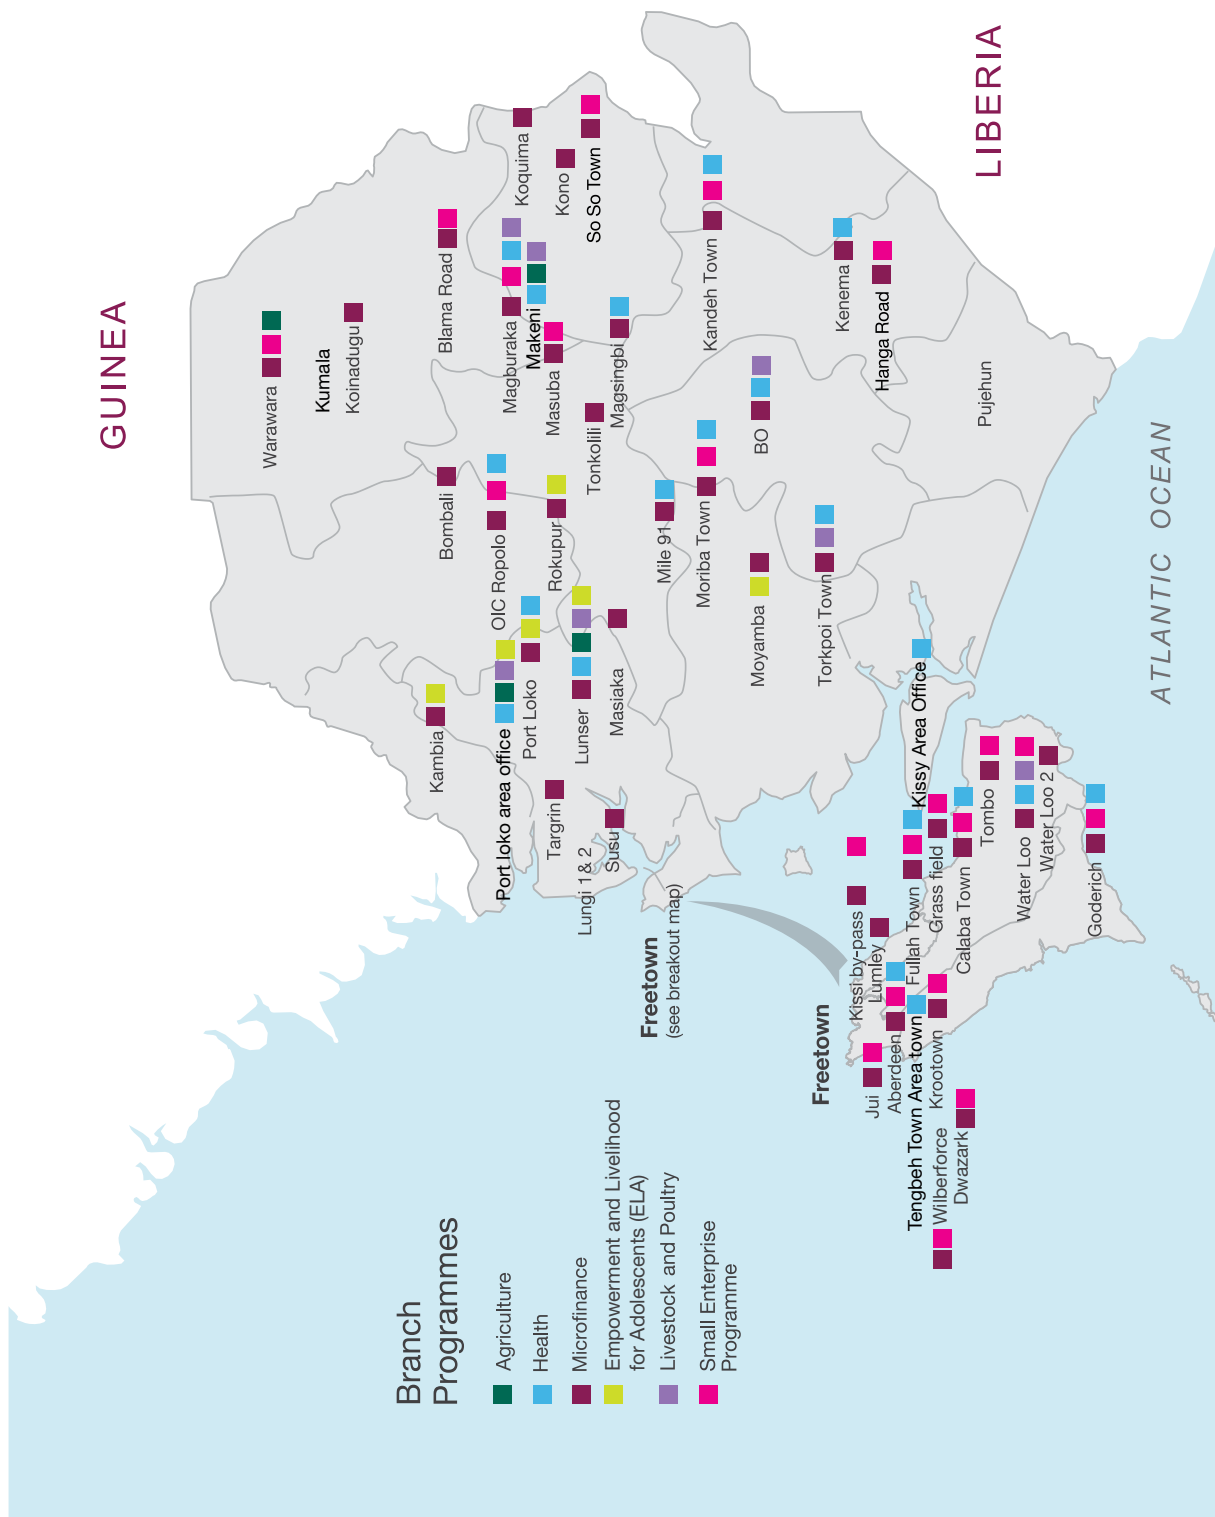 GUINEA
LIBERIA
ATLANTIC OCEAN
Warawara
Kumala
Koinadugu
Blama Road
Koquima
Kono
So So Town
Magburaka
Makeni
Masuba
Magsingbi
Tonkolili
Kandeh Town
Kenema
Hanga Road
Pujehun
BO
Bombali
OIC Ropolo
Rokupur
Mile 91
Moriba Town
Moyamba
Torkpoi Town
Kambia
Port loko area office
Port Loko
Lunser
Masiaka
Targrin
Lungi 1& 2
Susu
Freetown
(see breakout map)
Freetown
Kissi by-pass
Lumley
Jui
Aberdeen
Tengbeh Town Area town
Krootown
Wilberforce
Dwazark
Fullah Town
Kissy Area Office
Grass field
Calaba Town
Tombo
Water Loo
Water Loo 2
Goderich
Branch
Programmes
Agriculture
Health
Microfinance
Empowerment and Livelihood
for Adolescents (ELA)
Livestock and Poultry
Small Enterprise
Programme